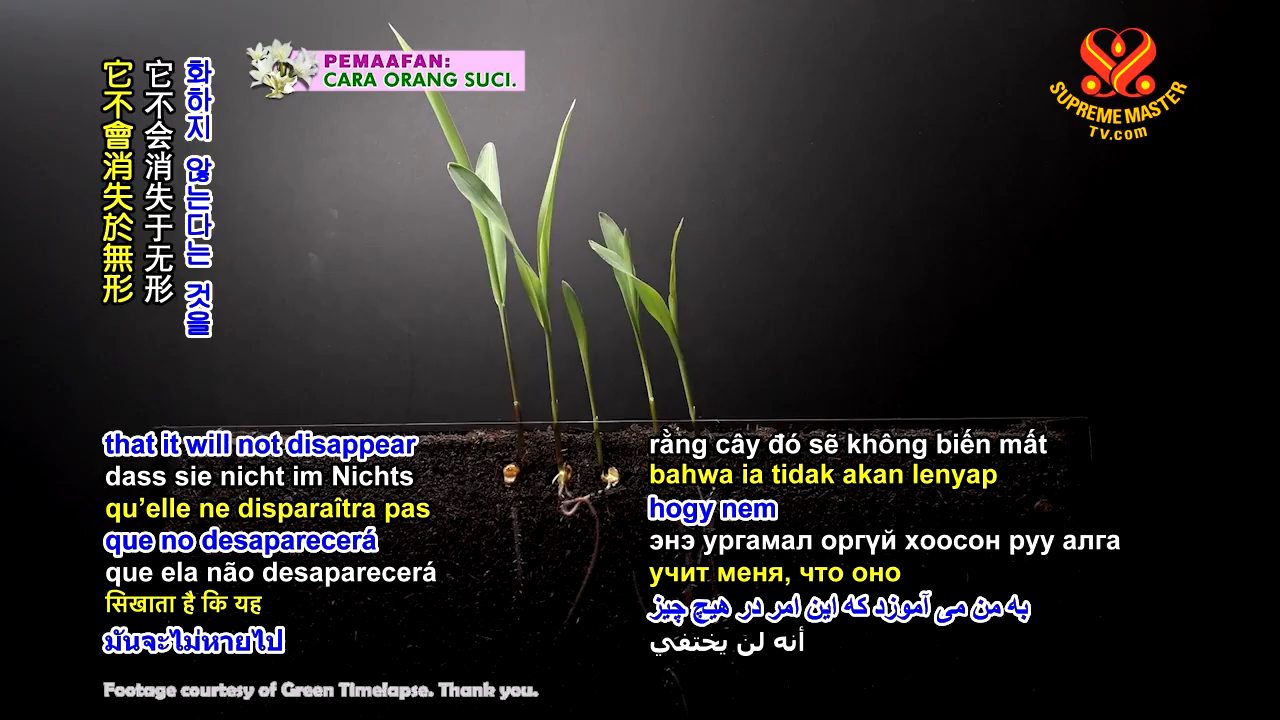 PEMAAFAN:
CARA ORANG SUCI.
SUPREME MASTER
TV.com
화하지 않는다는 것을
它不会消失于无形
它不會消失於無形
that it will not disappear
dass sie nicht im Nichts
qu’elle ne disparaîtra pas
que no desaparecerá
que ela não desaparecerá
सिखाता है कि यह
มันจะไม่หายไป
rằng cây đó sẽ không biến mất
bahwa ia tidak akan lenyap
hogy nem
энэ ургамал оргүй хоосон руу алга
учит меня, что оно
به من می آموزد که این امر در هیچ چیز
أنه لن يختفي
Footage courtesy of Green Timelapse. Thank you.